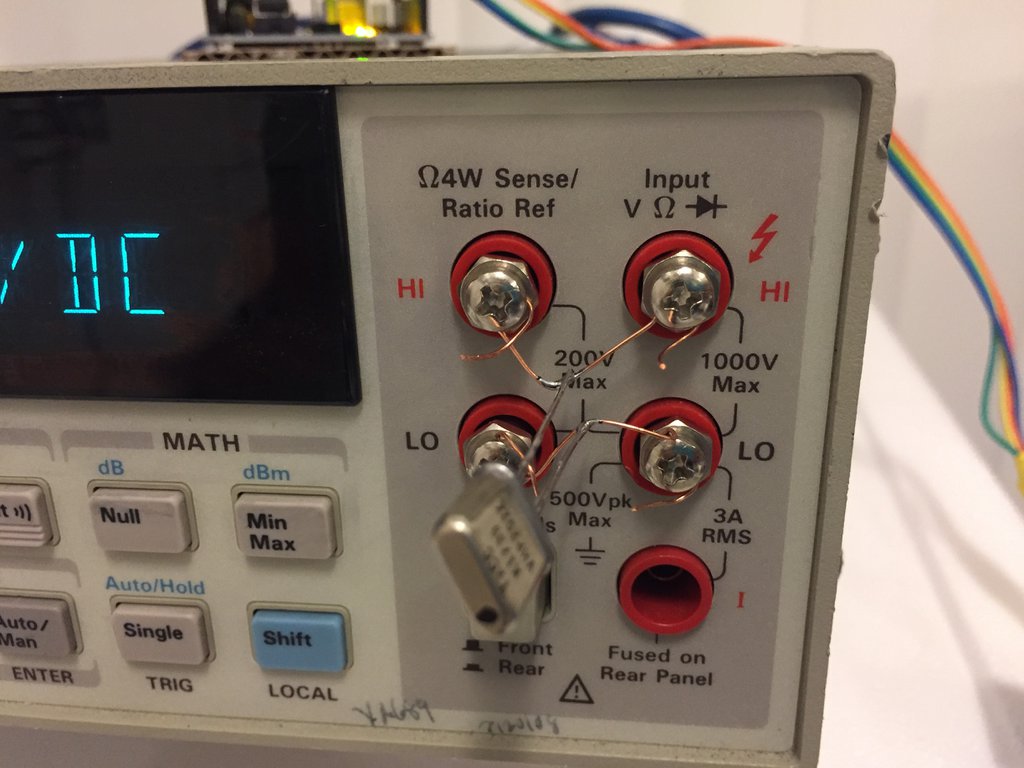 DC
Ω4W Sense/
Ratio Ref
Input
V Ω
HI
HI
200V
Max
1000V
Max
MATH
LO
LO
dB
dBm
Null
Min
Max
500Vpk
Max
3A
RMS
Auto/Hold
I
Auto/
Man
Single
Shift
Front
Rear
Fused on
Rear Panel
ENTER
TRIG
LOCAL